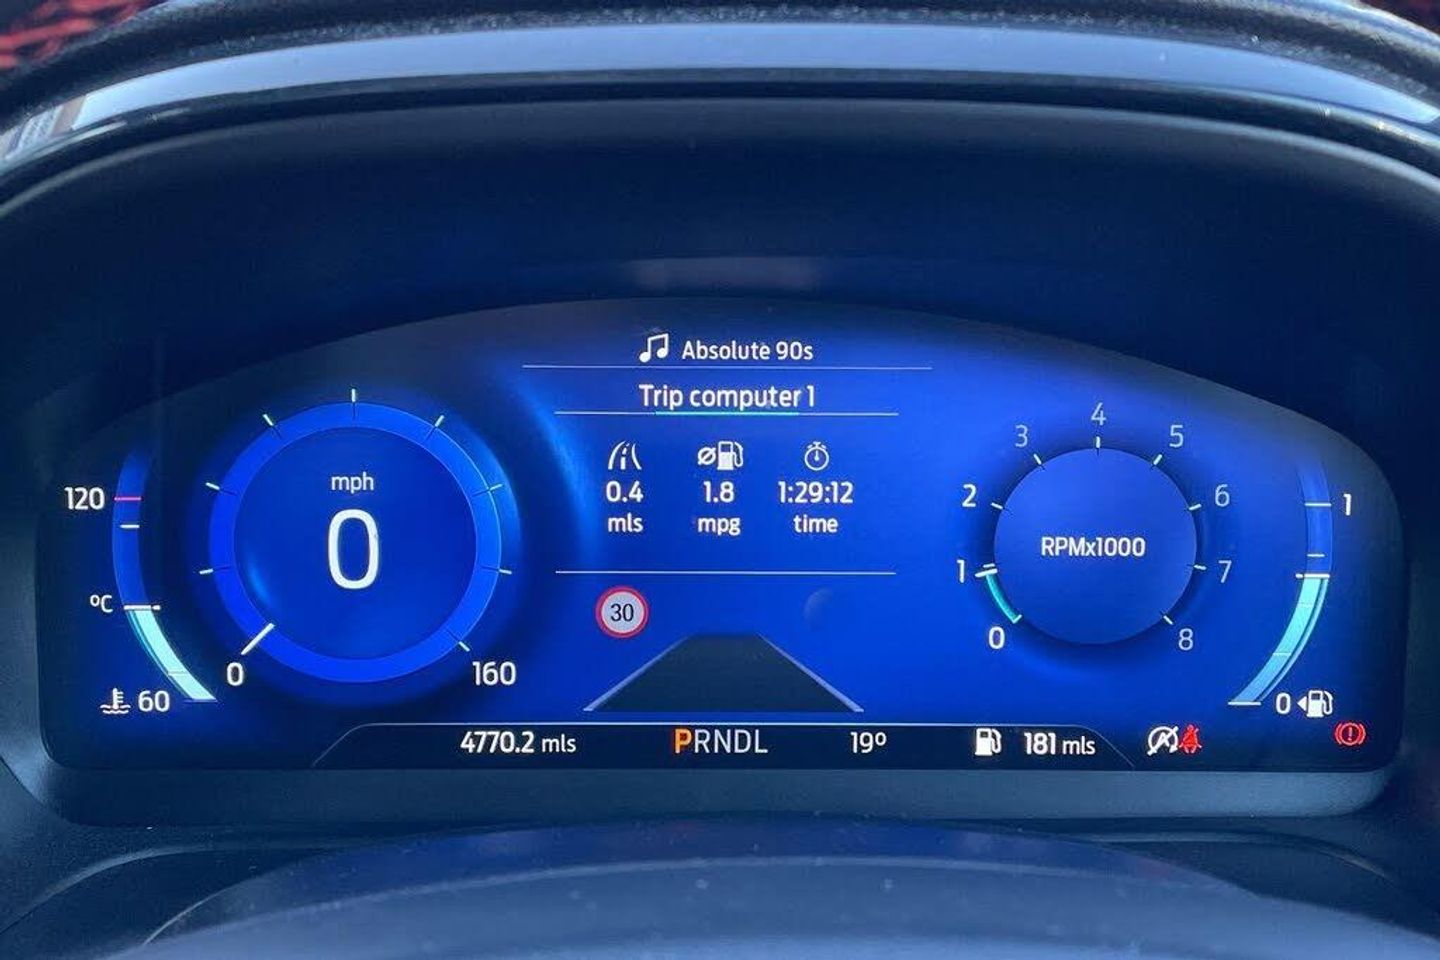 Absolute 90s
Trip computer 1
0.4 1.8 1:29:12
mls mpg time
120
ºC
60
mph
0
0 160
30
0 1 2 3 4 5 6 7 8
RPMx1000
1
0
4770.2 mls PRNDL 19º 181 mls
A